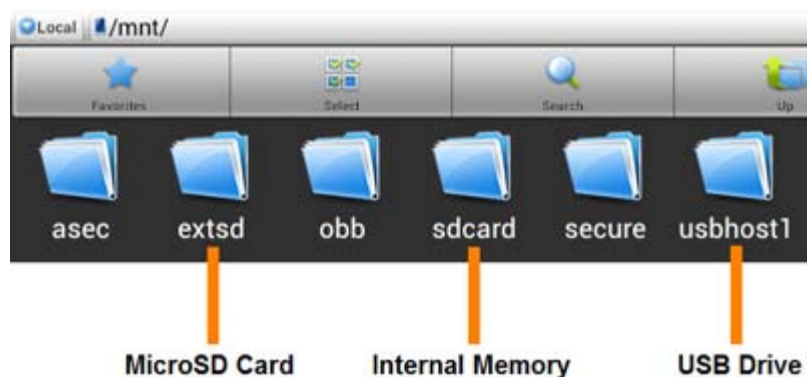 Local /mnt/
Favorites Select Search Up
asec extsd obb sdcard secure usbhost1
MicroSD Card Internal Memory USB Drive